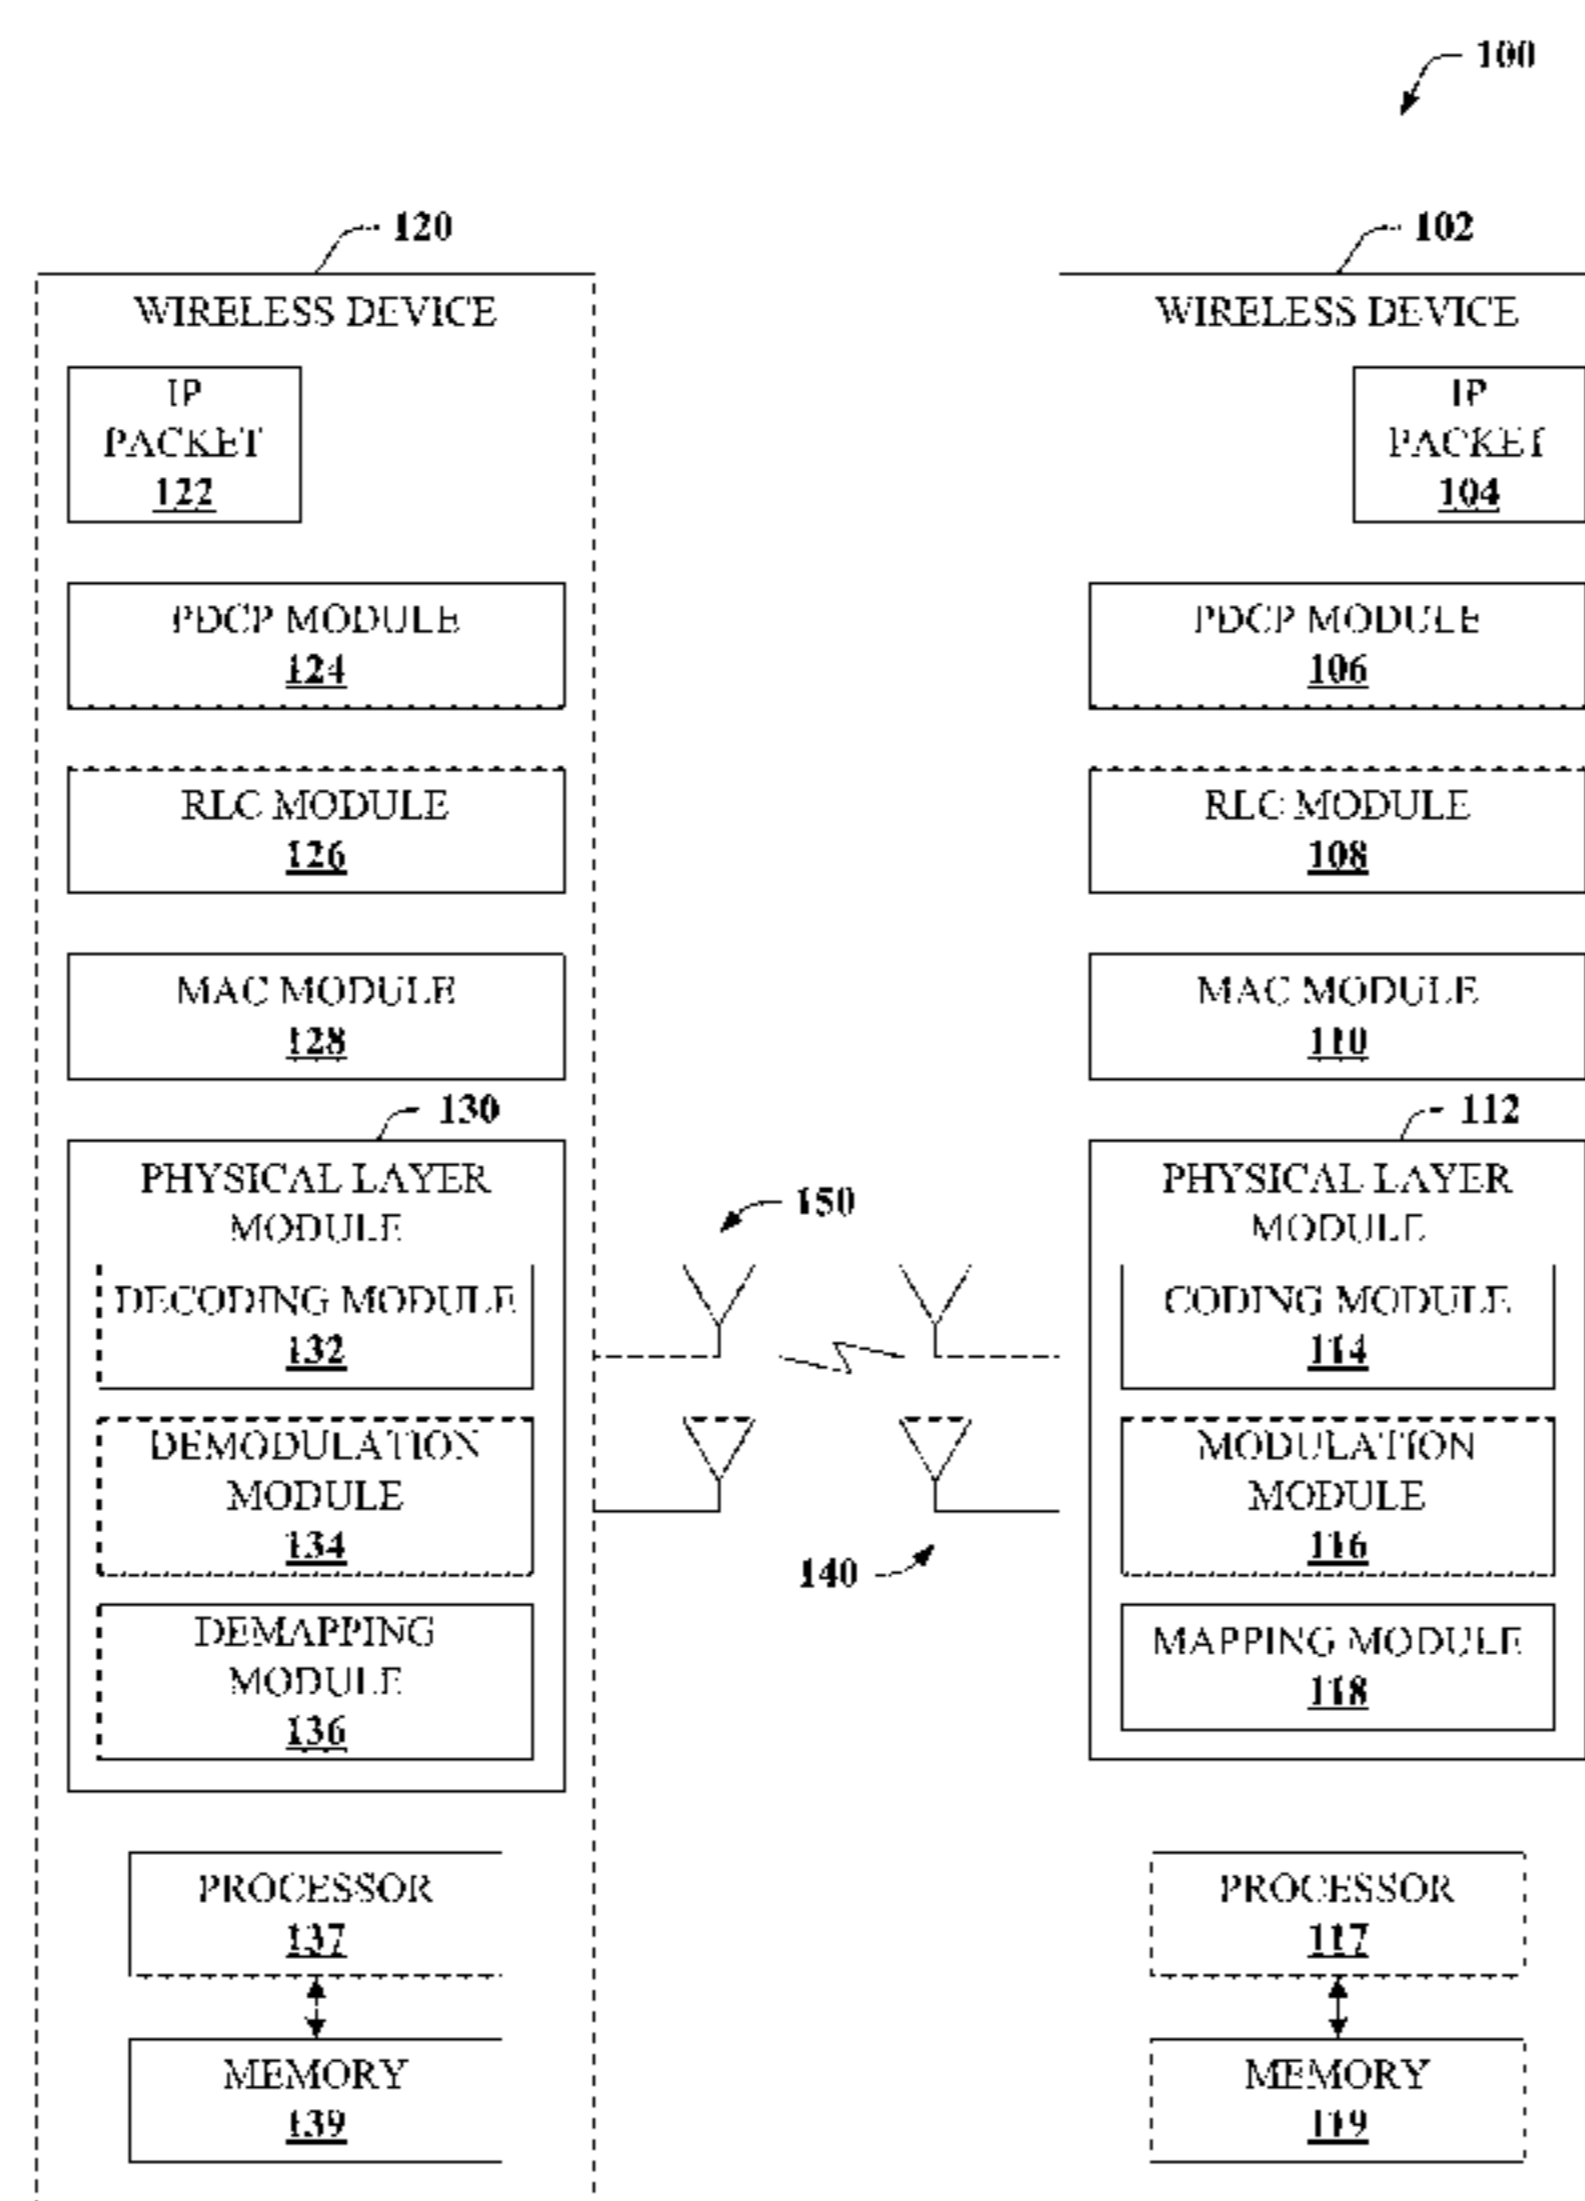 100
120
WIRELESS DEVICE
IP
PACKET
122
PDCP MODULE
124
RLC MODULE
126
MAC MODULE
128
130
PHYSICAL LAYER
MODULE
DECODING MODULE
132
DEMODULATION
MODULE
134
DEMAPPING
MODULE
136
PROCESSOR
137
MEMORY
139
150
140
102
WIRELESS DEVICE
IP
PACKET
104
PDCP MODULE
106
RLC MODULE
108
MAC MODULE
110
112
PHYSICAL LAYER
MODULE
CODING MODULE
114
MODULATION
MODULE
116
MAPPING MODULE
118
PROCESSOR
117
MEMORY
119